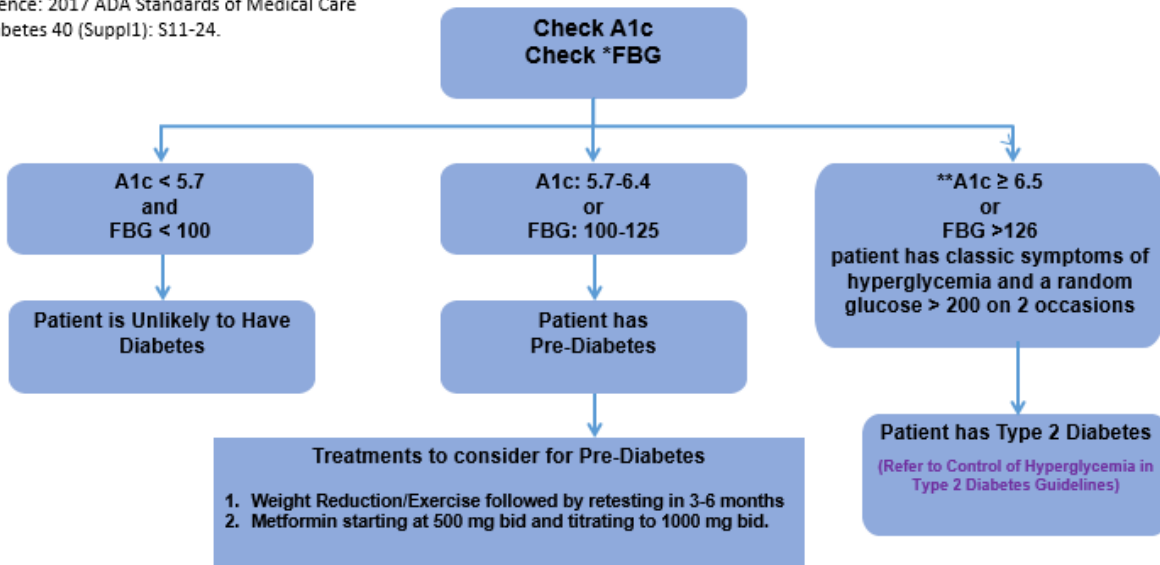 ence: 2017 ADA Standards of Medical Care
betes 40 (Suppl1): S11-24.
Check A1c
Check *FBG
A1c < 5.7
and
FBG < 100
A1c: 5.7-6.4
or
FBG: 100-125
**A1c ≥ 6.5
or
FBG >126
patient has classic symptoms of
hyperglycemia and a random
glucose > 200 on 2 occasions
Patient is Unlikely to Have
Diabetes
Patient has
Pre-Diabetes
Patient has Type 2 Diabetes
(Refer to Control of Hyperglycemia in
Type 2 Diabetes Guidelines)
Treatments to consider for Pre-Diabetes
1. Weight Reduction/Exercise followed by retesting in 3-6 months
2. Metformin starting at 500 mg bid and titrating to 1000 mg bid.